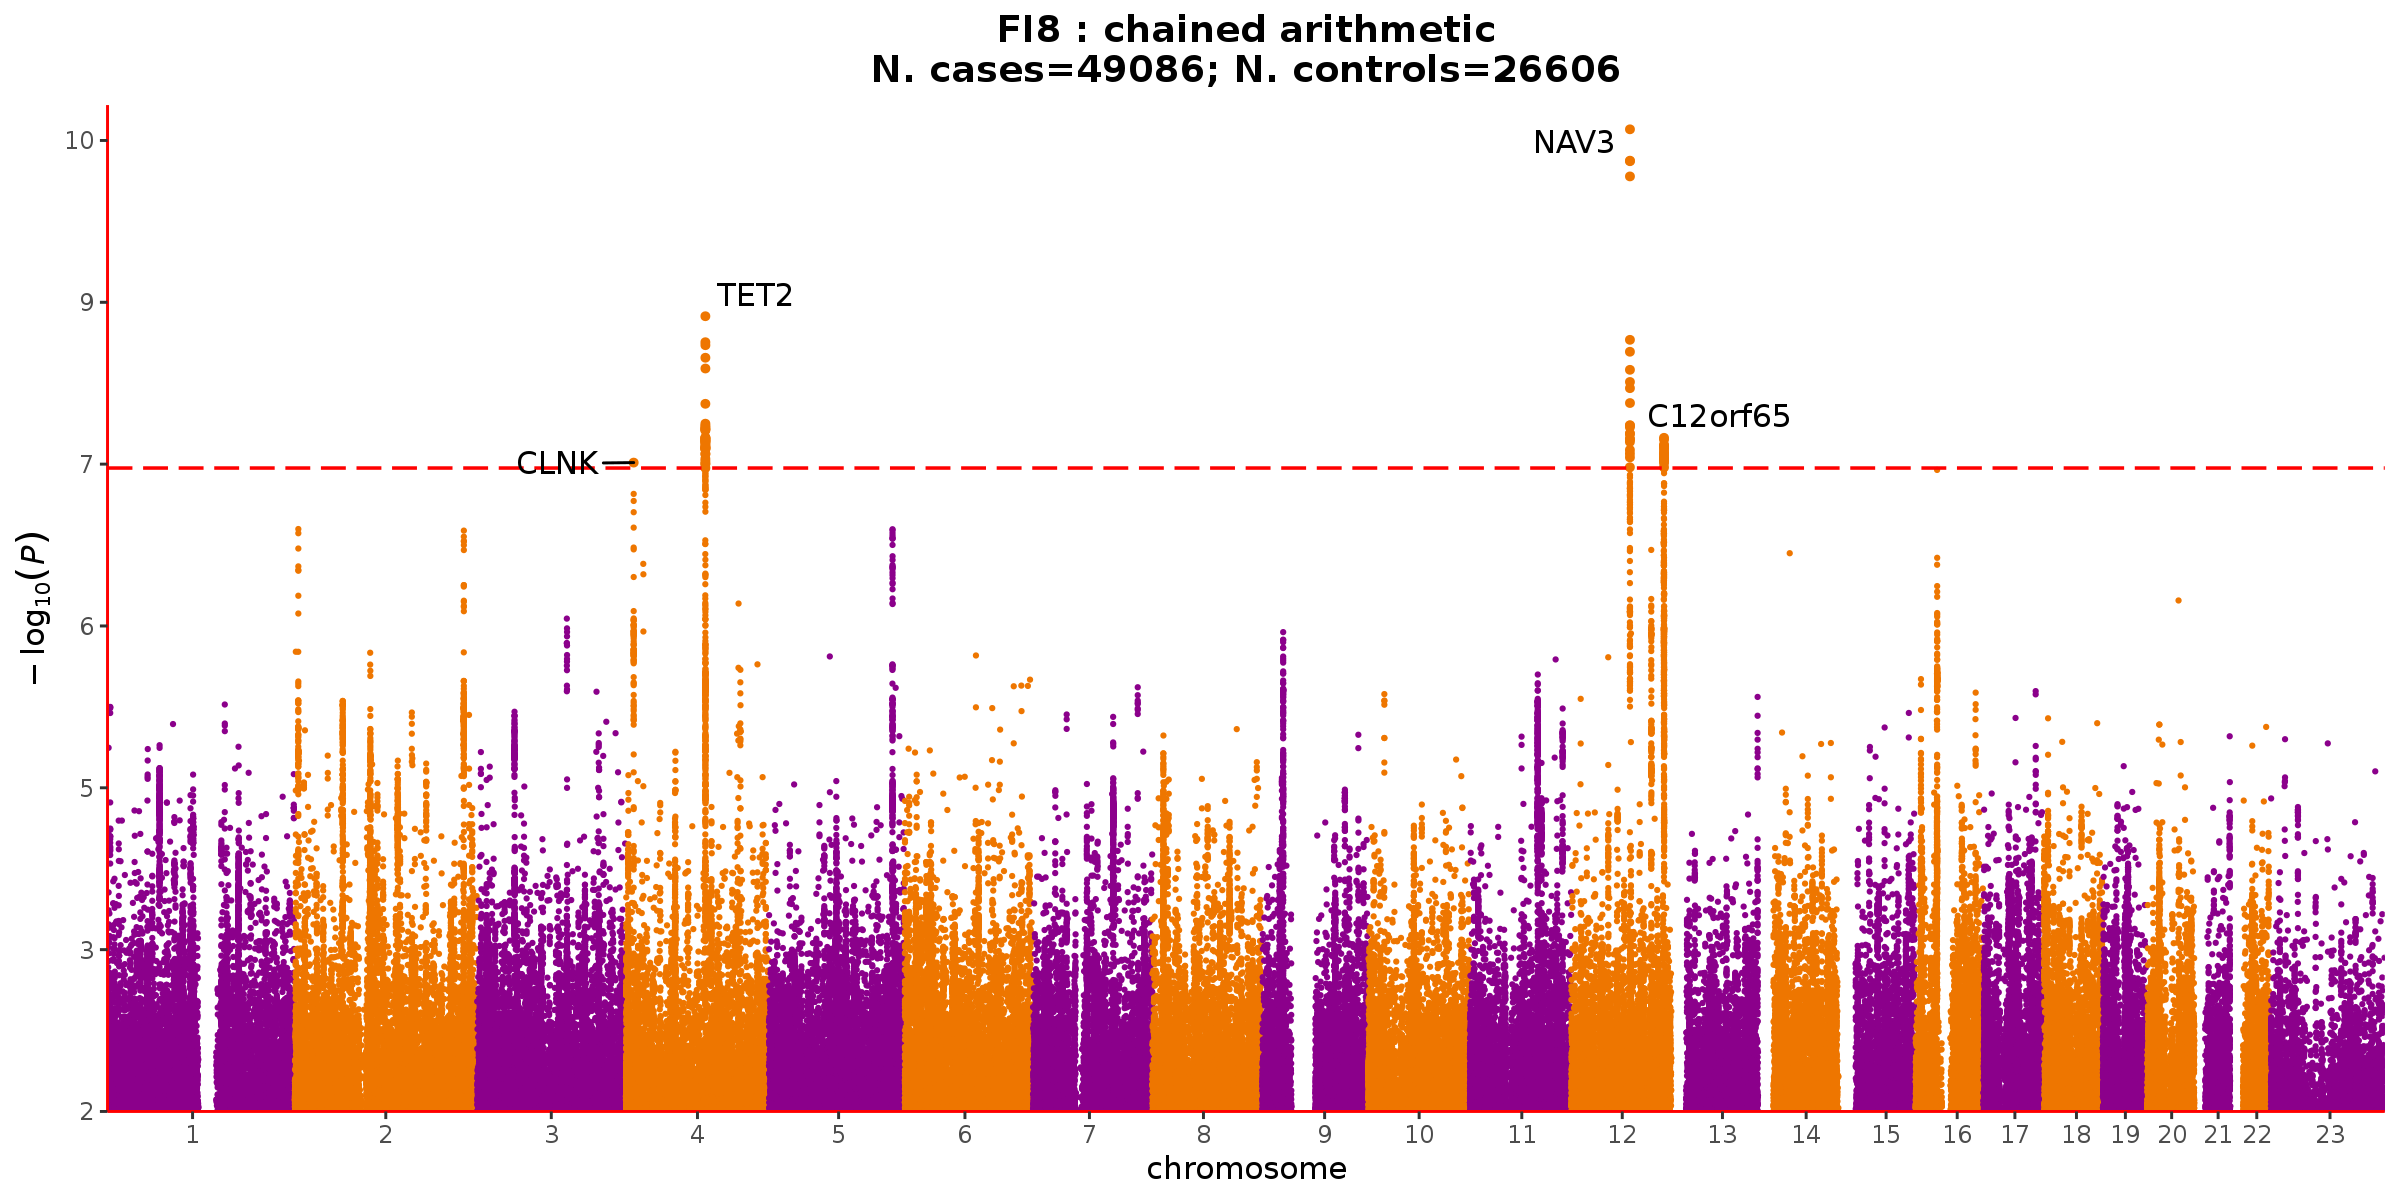 FI8 : chained arithmetic
N. cases=49086; N. controls=26606
10
NAV3
9
TET2
C12orf65
7
CLNK
−log10(P)
6
5
3
2
1 2 3 4 5 6 7 8 9 10 11 12 13 14 15 16 17 18 19 20 21 22 23
chromosome